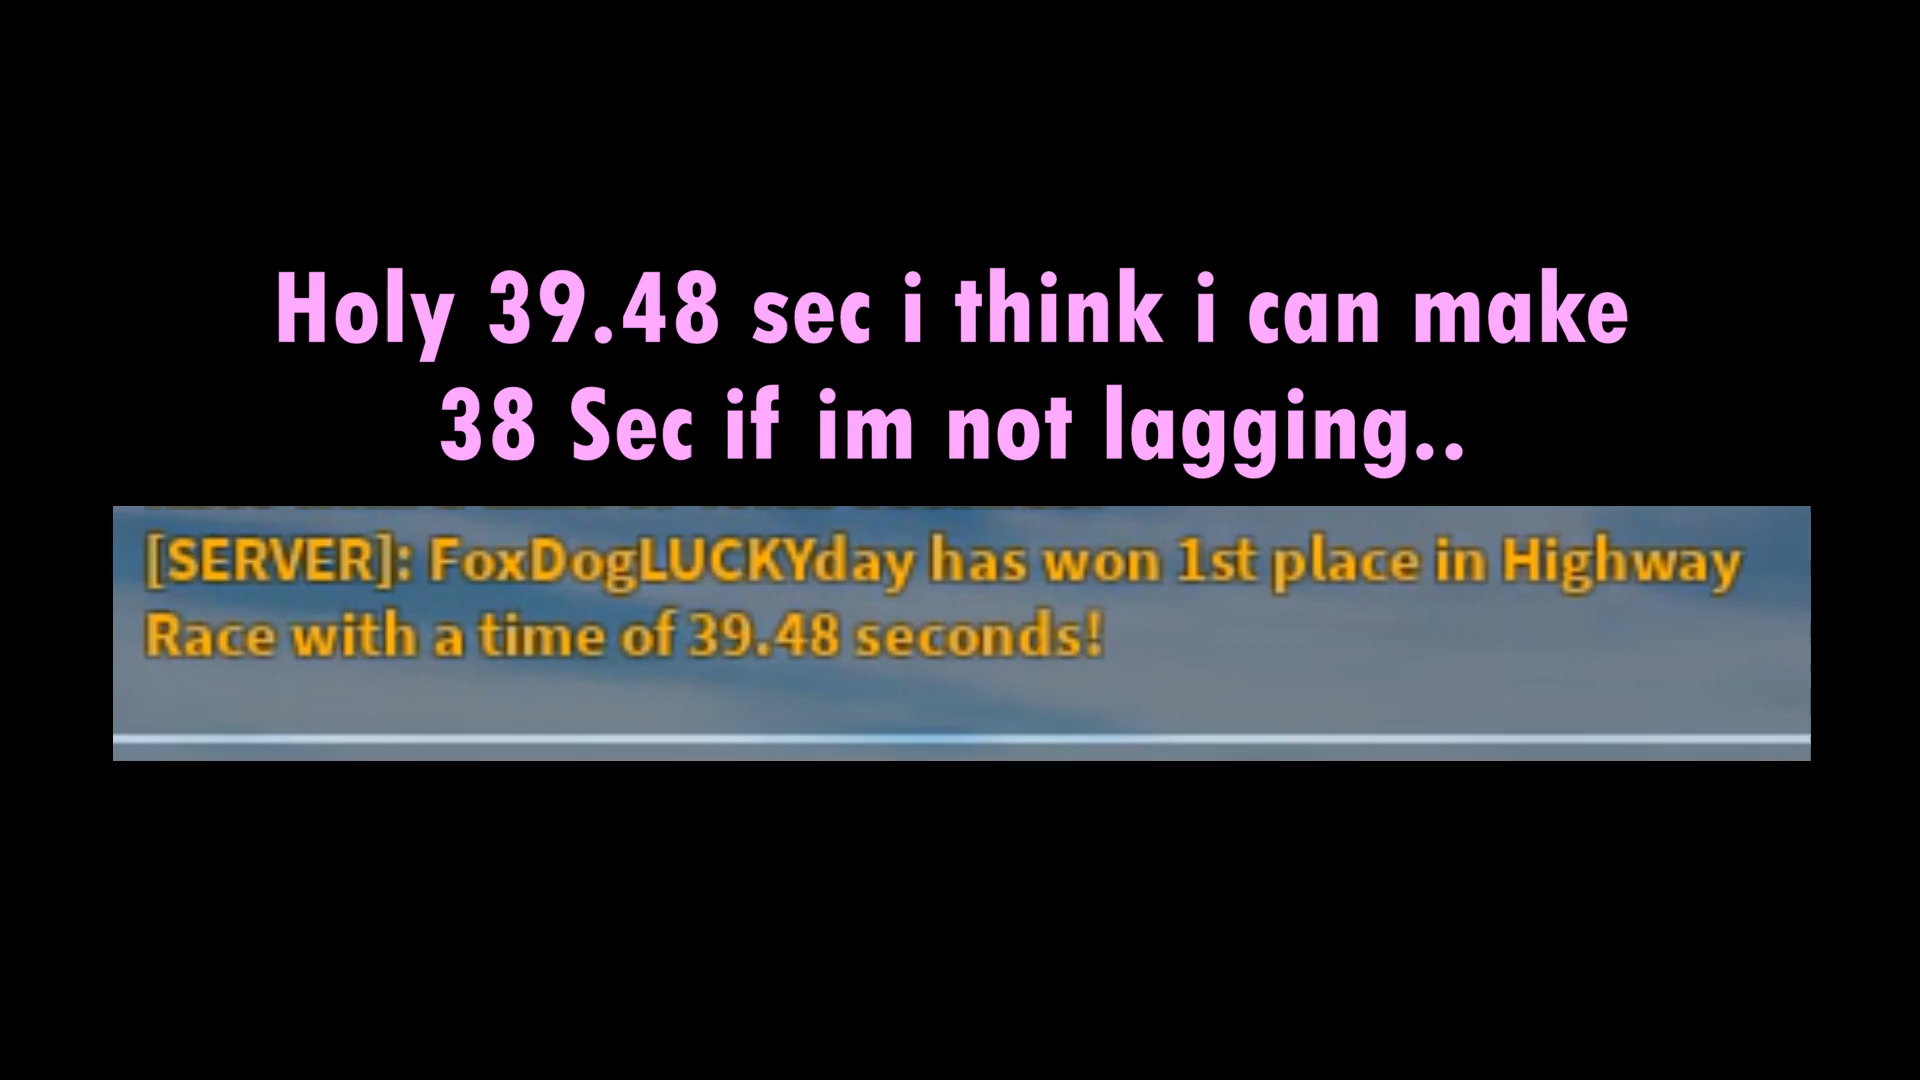 Holy 39.48 sec i think i can make
38 Sec if im not lagging..
[SERVER]: FoxDogLUCKYday has won 1st place in Highway
Race with a time of 39.48 seconds!